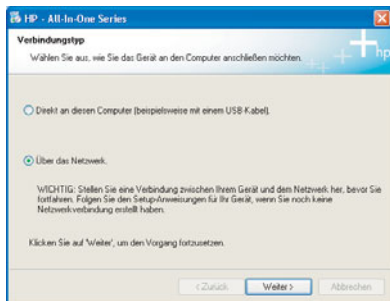 HP - All-In-One Series
Verbindungstyp
Wählen Sie aus, wie Sie das Gerät an den Computer anschließen möchten.
hp
Direkt an diesen Computer (beispielsweise mit einem USB-Kabel).
Über das Netzwerk.
WICHTIG: Stellen Sie eine Verbindung zwischen Ihrem Gerät und dem Netzwerk her, bevor Sie
fortfahren. Folgen Sie den Setup-Anweisungen für Ihr Gerät, wenn Sie noch keine
Netzwerkverbindung erstellt haben.
Klicken Sie auf 'Weiter', um den Vorgang fortzusetzen.
< Zurück Weiter > Abbrechen